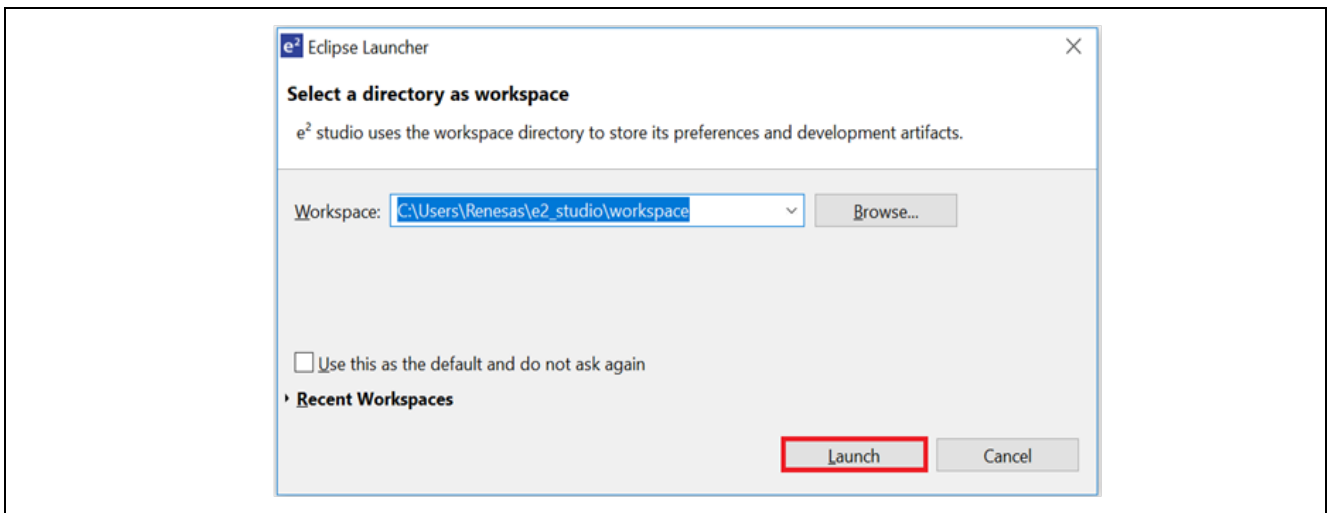 e² Eclipse Launcher
Select a directory as workspace
e² studio uses the workspace directory to store its preferences and development artifacts.
Workspace: C:\Users\Renesas\e2_studio\workspace Browse...
Use this as the default and do not ask again
Recent Workspaces
Launch Cancel